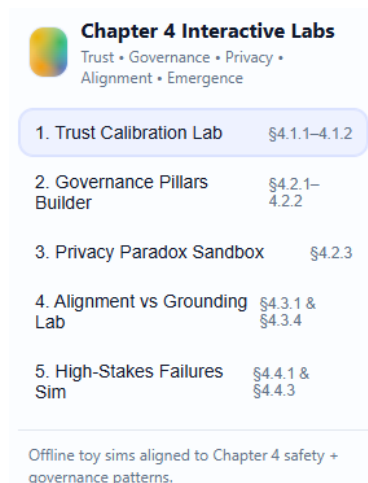 Chapter 4 Interactive Labs
Trust • Governance • Privacy •
Alignment • Emergence
1. Trust Calibration Lab §4.1.1–4.1.2
2. Governance Pillars §4.2.1–
Builder 4.2.2
3. Privacy Paradox Sandbox §4.2.3
4. Alignment vs Grounding §4.3.1 &
Lab §4.3.4
5. High-Stakes Failures §4.4.1 &
Sim §4.4.3
Offline toy sims aligned to Chapter 4 safety +
governance patterns.